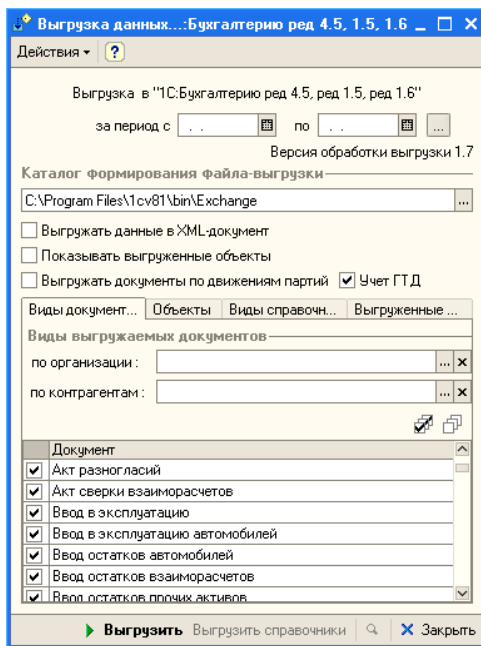 Выгрузка данных...:Бухгалтерию ред 4.5, 1.5, 1.6
Действия ?
Выгрузка в "1С:Бухгалтерию ред 4.5, ред 1.5, ред 1.6"
за период с . . по . . ...
Версия обработки выгрузки 1.7
Каталог формирования файла-выгрузки
C:\Program Files\1cv81\bin\Exchange ...
Выгружать данные в XML-документ
Показывать выгруженные объекты
Выгружать документы по движениям партий Учет ГТД
Виды документ... Объекты Виды справочн... Выгруженные ...
Виды выгружаемых документов
по организации : ...
по контрагентам : ...
Документ
Акт разногласий
Акт сверки взаиморасчетов
Ввод в эксплуатацию
Ввод в эксплуатацию автомобилей
Ввод остатков автомобилей
Ввод остатков взаиморасчетов
Ввод остатков прочих активов
Выгрузить Выгрузить справочники Закрыть